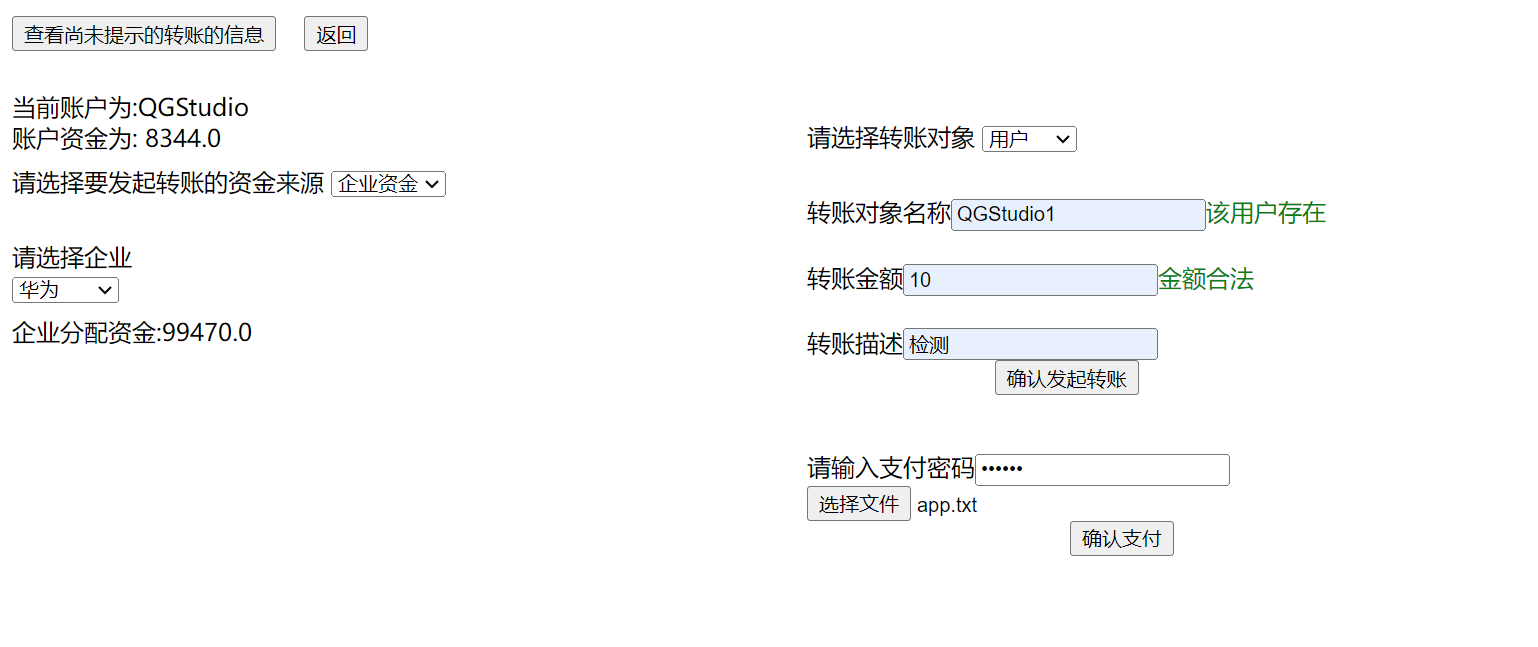 查看尚未提示的转账的信息 返回
当前账户为:QGStudio
账户资金为: 8344.0
请选择要发起转账的资金来源 企业资金
请选择企业
华为
企业分配资金:99470.0
请选择转账对象 用户
转账对象名称 QGStudio1 该用户存在
转账金额 10 金额合法
转账描述 检测
确认发起转账
请输入支付密码 ••••••
选择文件 app.txt
确认支付